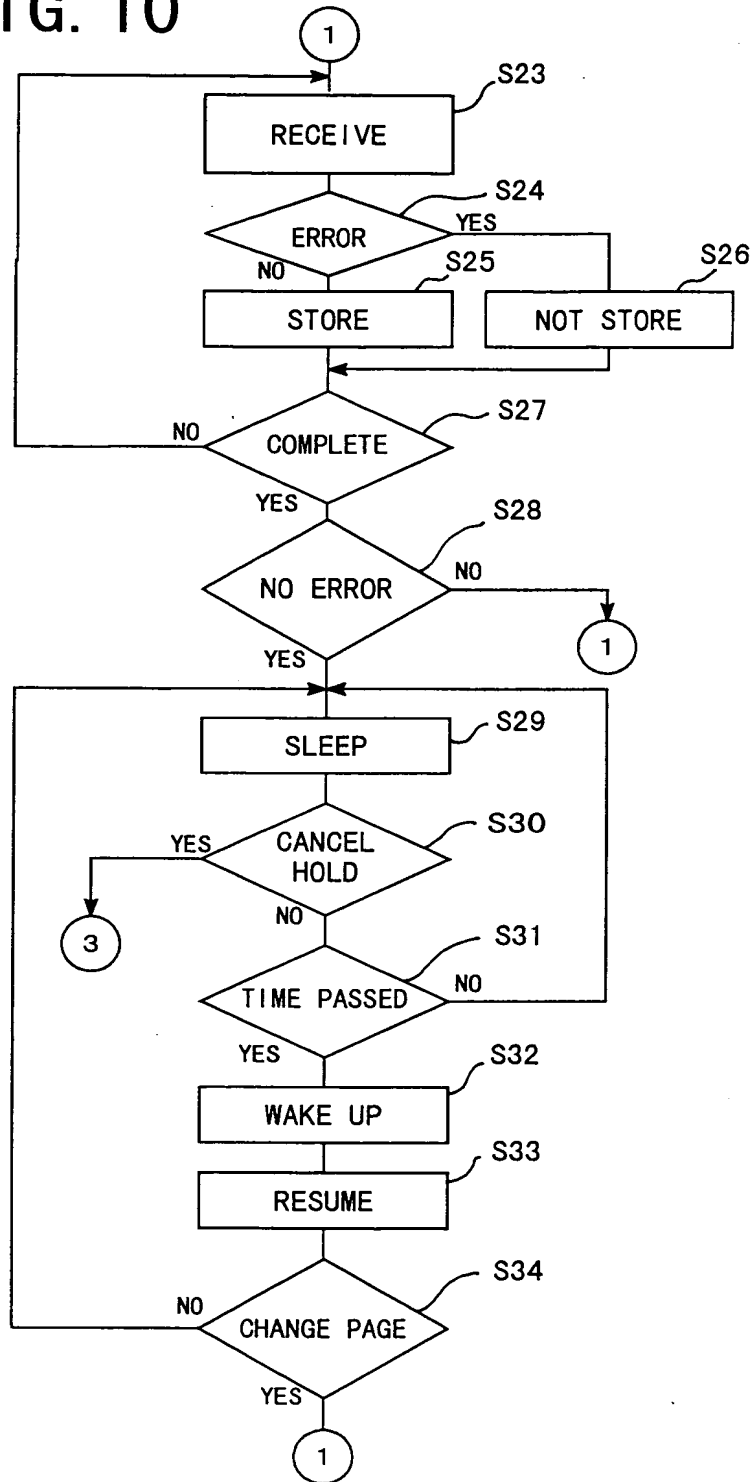 IG. 10
1
S23
RECEIVE
S24
ERROR
YES
NO
S25
S26
STORE
NOT STORE
S27
NO
COMPLETE
YES
S28
NO ERROR
NO
1
YES
S29
SLEEP
S30
YES
CANCEL
HOLD
3
NO
S31
TIME PASSED
NO
YES
S32
WAKE UP
S33
RESUME
S34
NO
CHANGE PAGE
YES
1